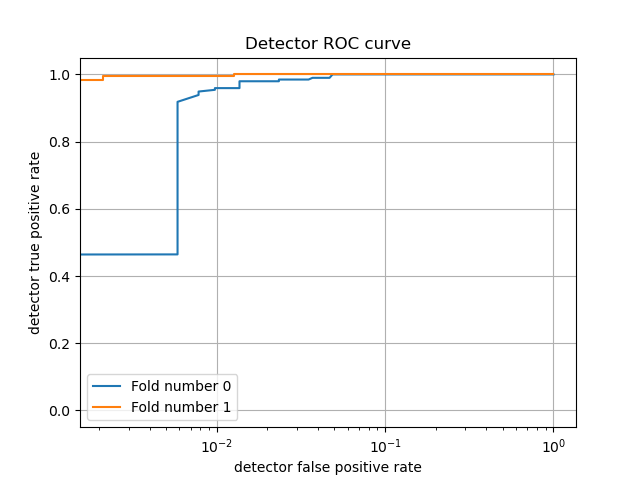 Detector ROC curve
detector true positive rate
1.0
0.8
0.6
0.4
0.2
0.0
Fold number 0
Fold number 1
10⁻²
10⁻¹
10⁰
detector false positive rate